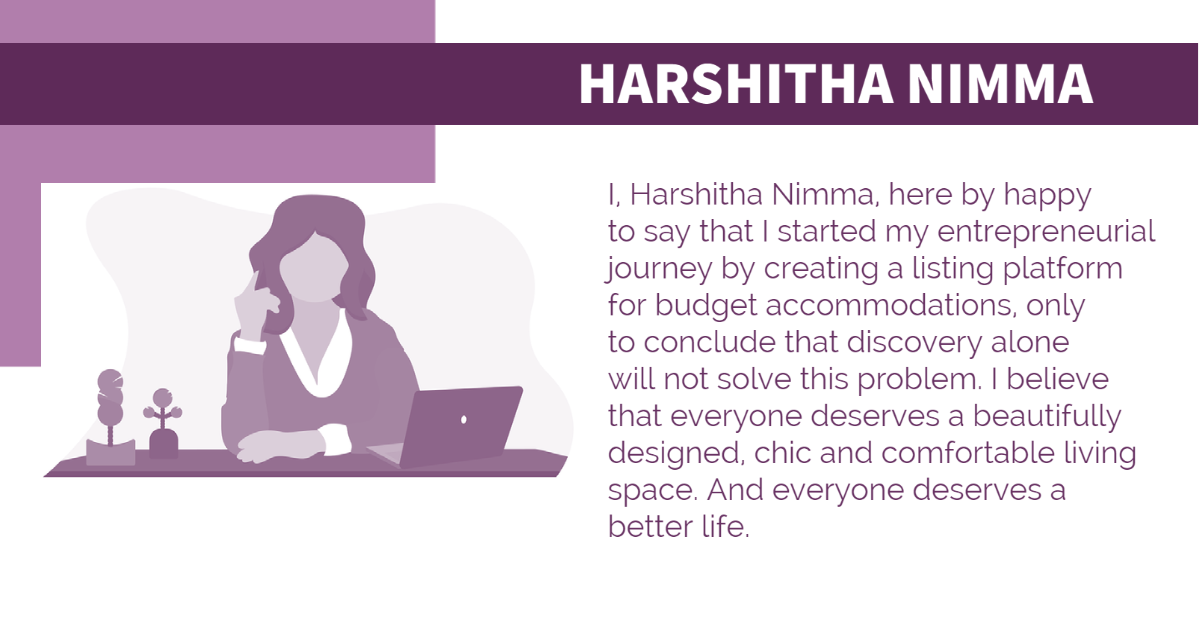 HARSHITHA NIMMA
I, Harshitha Nimma, here by happy
to say that I started my entrepreneurial
journey by creating a listing platform
for budget accommodations, only
to conclude that discovery alone
will not solve this problem. I believe
that everyone deserves a beautifully
designed, chic and comfortable living
space. And everyone deserves a
better life.